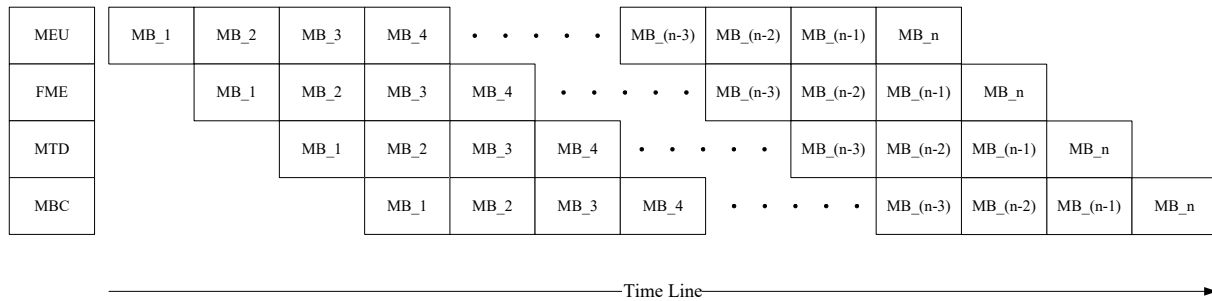 MEU MB_1 MB_2 MB_3 MB_4 • • • • • MB_(n-3) MB_(n-2) MB_(n-1) MB_n
FME MB_1 MB_2 MB_3 MB_4 • • • • • MB_(n-3) MB_(n-2) MB_(n-1) MB_n
MTD MB_1 MB_2 MB_3 MB_4 • • • • • MB_(n-3) MB_(n-2) MB_(n-1) MB_n
MBC MB_1 MB_2 MB_3 MB_4 • • • • • MB_(n-3) MB_(n-2) MB_(n-1) MB_n
Time Line